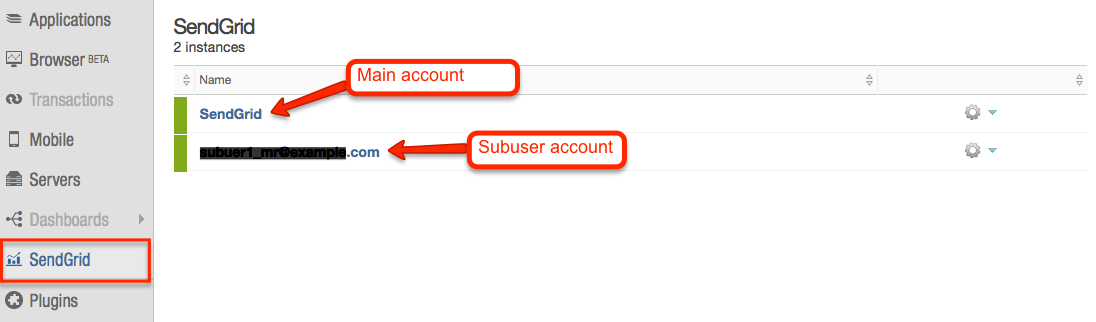 Applications
Browser BETA
Transactions
Mobile
Servers
Dashboards
SendGrid
Plugins
SendGrid
2 instances
Name
Main account
SendGrid
subuer1_mr@example.com
Subuser account